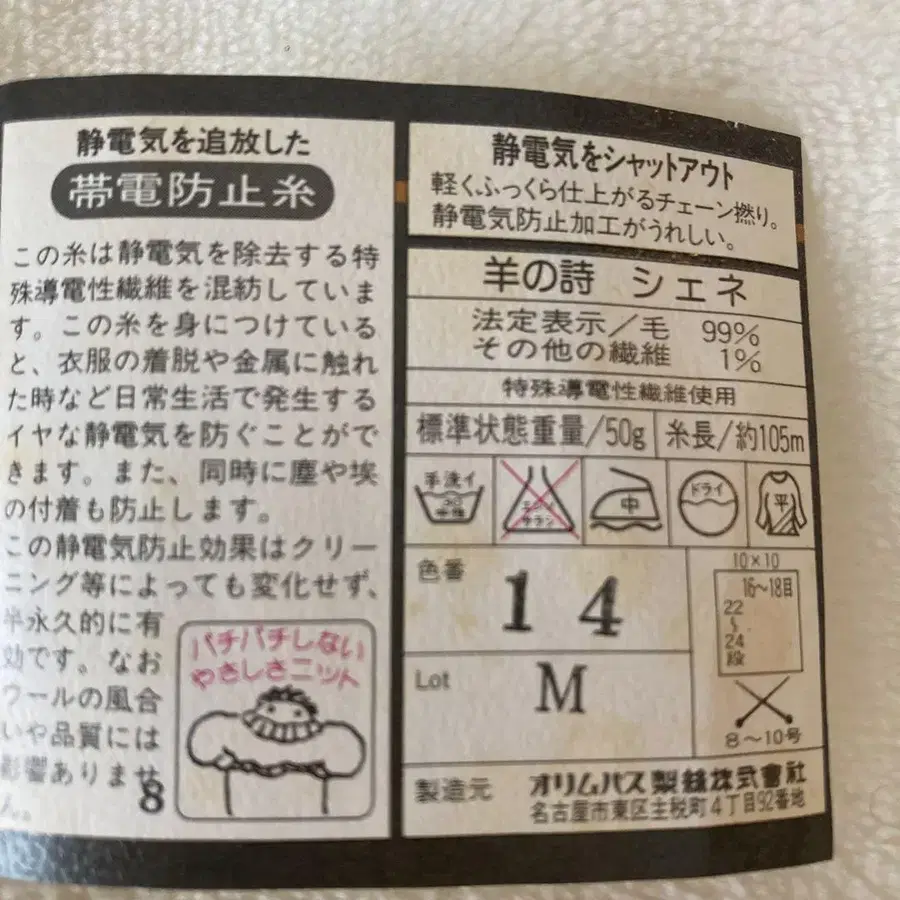 静電気を追放した
帯電防止糸
この糸は静電気を除去する特
殊導電性繊維を混紡していま
す。この糸を身につけている
と、衣服の着脱や金属に触れ
た時など日常生活で発生する
イヤな静電気を防ぐことがで
きます。また、同時に塵や埃
の付着も防止します。
この静電気防止効果はクリー
ニング等によっても変化せず、
半永久的に有
効です。なお
ウールの風合
いや品質には
影響ありませ
ん。
8
パチパチしない
やさしさニット
静電気をシャットアウト
軽くふっくら仕上がるチェーン撚り。
静電気防止加工がうれしい。
羊の詩 シェネ
法定表示/毛 99%
その他の繊維 1%
特殊導電性繊維使用
標準状態重量/50g 糸長/約105m
手洗イ
中
ドライ
平
色番 14
10×10
16〜18目
22
〜
24
段
8〜10号
Lot M
製造元 オリムパス製絲株式會社
名古屋市東区主税町4丁目92番地